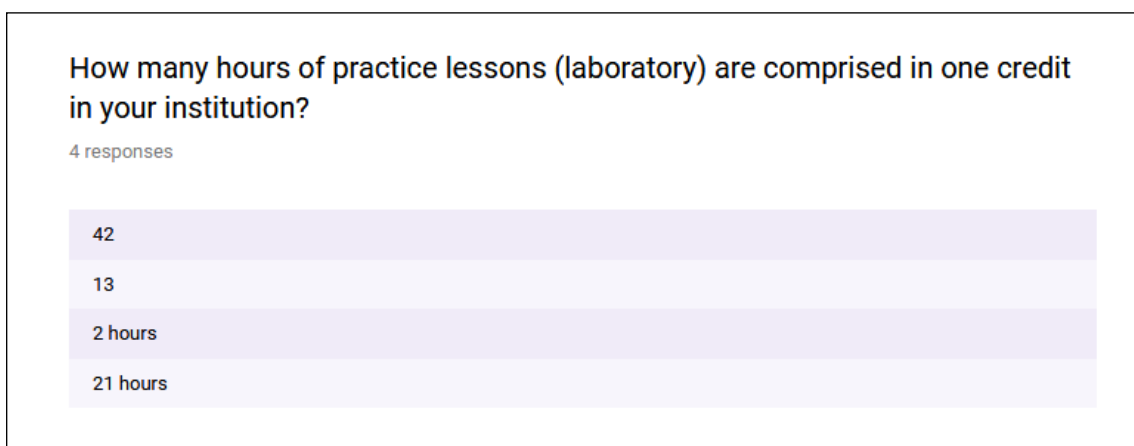 How many hours of practice lessons (laboratory) are comprised in one credit
in your institution?
4 responses
42
13
2 hours
21 hours